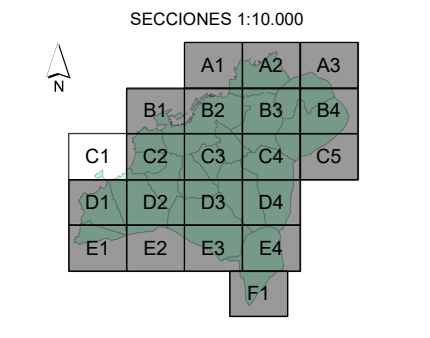 SECCIONES 1:10.000
N
A1 A2 A3
B1 B2 B3 B4
C1 C2 C3 C4 C5
D1 D2 D3 D4
E1 E2 E3 E4
F1